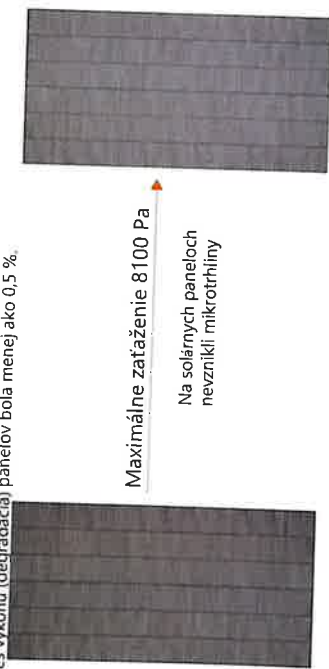 výkonu (degradácia) panelov bola menej ako 0,5 %.
Maximálne zaťaženie 8100 Pa
Na solárnych paneloch
nevznikli mikrotrhliny